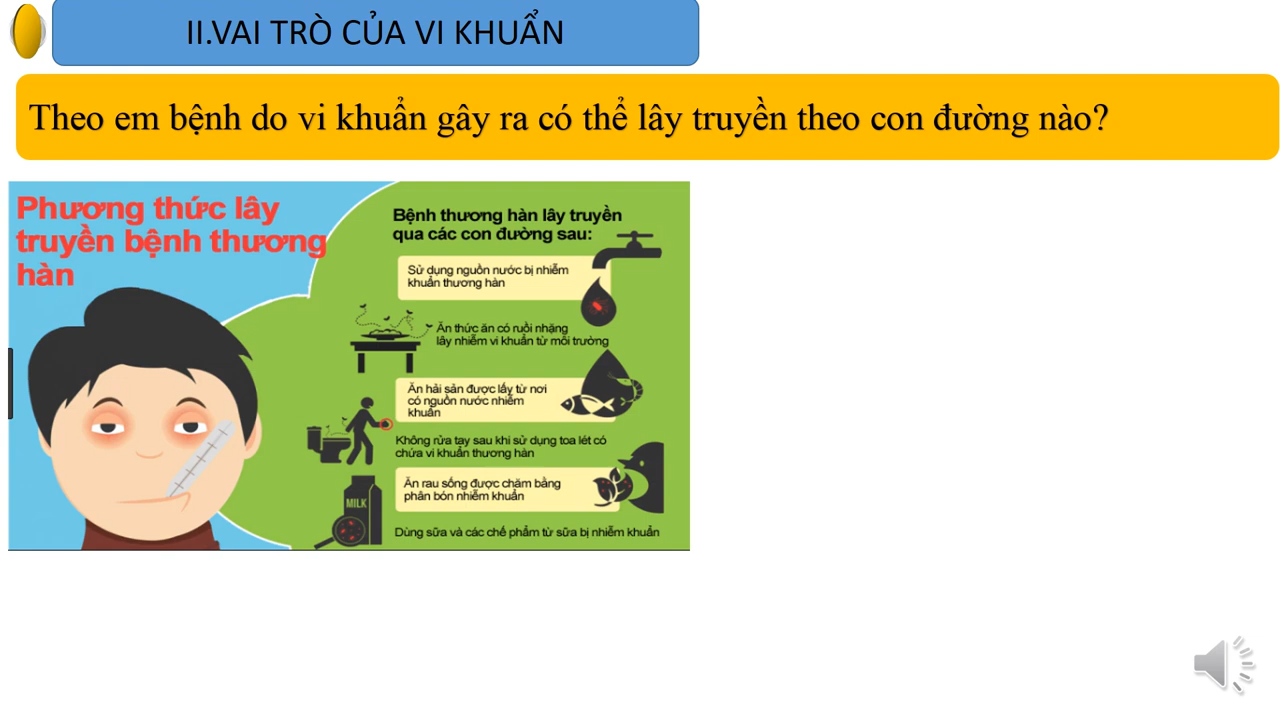 II.VAI TRÒ CỦA VI KHUẨN
Theo em bệnh do vi khuẩn gây ra có thể lây truyền theo con đường nào?
Phương thức lây
truyền bệnh thương
hàn
Bệnh thương hàn lây truyền
qua các con đường sau:
Sử dụng nguồn nước bị nhiễm
khuẩn thương hàn
Ăn thức ăn có ruồi nhặng
lây nhiễm vi khuẩn từ môi trường
Ăn hải sản được lấy từ nơi
có nguồn nước nhiễm
khuẩn
Không rửa tay sau khi sử dụng toa lét có
chứa vi khuẩn thương hàn
Ăn rau sống được chăm bằng
phân bón nhiễm khuẩn
MILK
Dùng sữa và các chế phẩm từ sữa bị nhiễm khuẩn